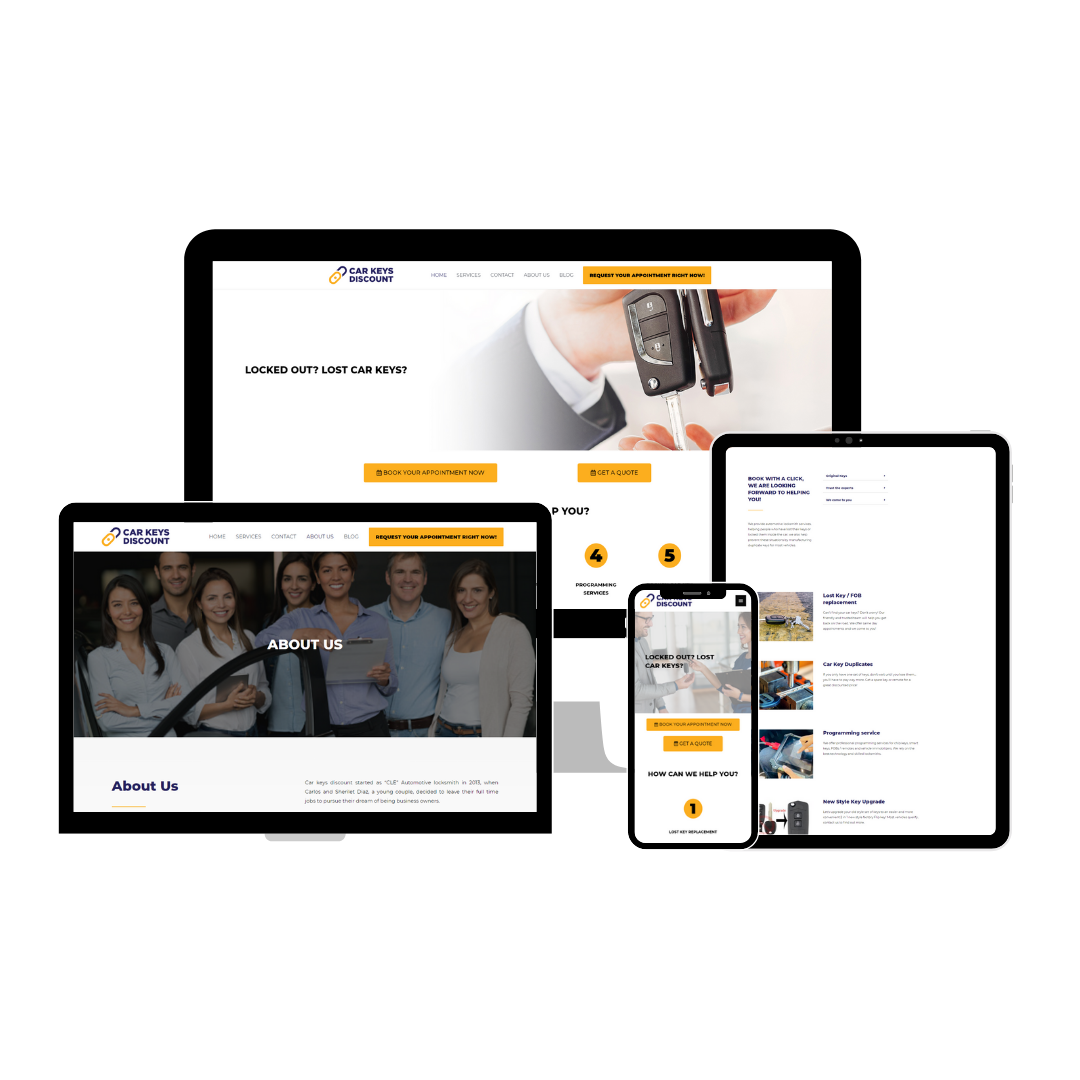 CAR KEYS
DISCOUNT
HOME SERVICES CONTACT ABOUT US BLOG REQUEST YOUR APPOINTMENT RIGHT NOW!
LOCKED OUT? LOST CAR KEYS?
BOOK YOUR APPOINTMENT NOW GET A QUOTE
P YOU?
4 5
PROGRAMMING
SERVICES
CAR KEYS
DISCOUNT
HOME SERVICES CONTACT ABOUT US BLOG REQUEST YOUR APPOINTMENT RIGHT NOW!
ABOUT US
About Us
Car keys discount started as "CLE" Automotive locksmith in 2013, when
Carlos and Sherliet Diaz, a young couple, decided to leave their full time
jobs to pursue their dream of being business owners.
CAR KEYS
DISCOUNT
LOCKED OUT? LOST
CAR KEYS?
BOOK YOUR APPOINTMENT NOW
GET A QUOTE
HOW CAN WE HELP YOU?
1
LOST KEY REPLACEMENT
BOOK WITH A CLICK,
WE ARE LOOKING
FORWARD TO HELPING
YOU!
Original Keys
Trust the experts
We come to you
Lost Key / FOB
replacement
Car Key Duplicates
Programming service
New Style Key Upgrade